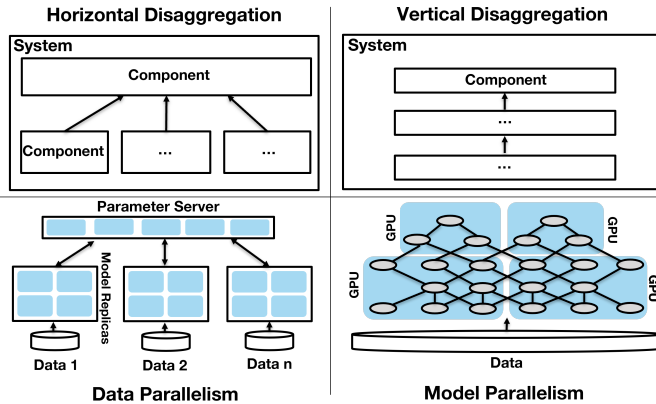 Horizontal Disaggregation
System
Component
Component
...
...
Vertical Disaggregation
System
Component
...
...
Parameter Server
Model Replicas
Data 1
Data 2
Data n
Data Parallelism
GPU
GPU
GPU
GPU
Data
Model Parallelism